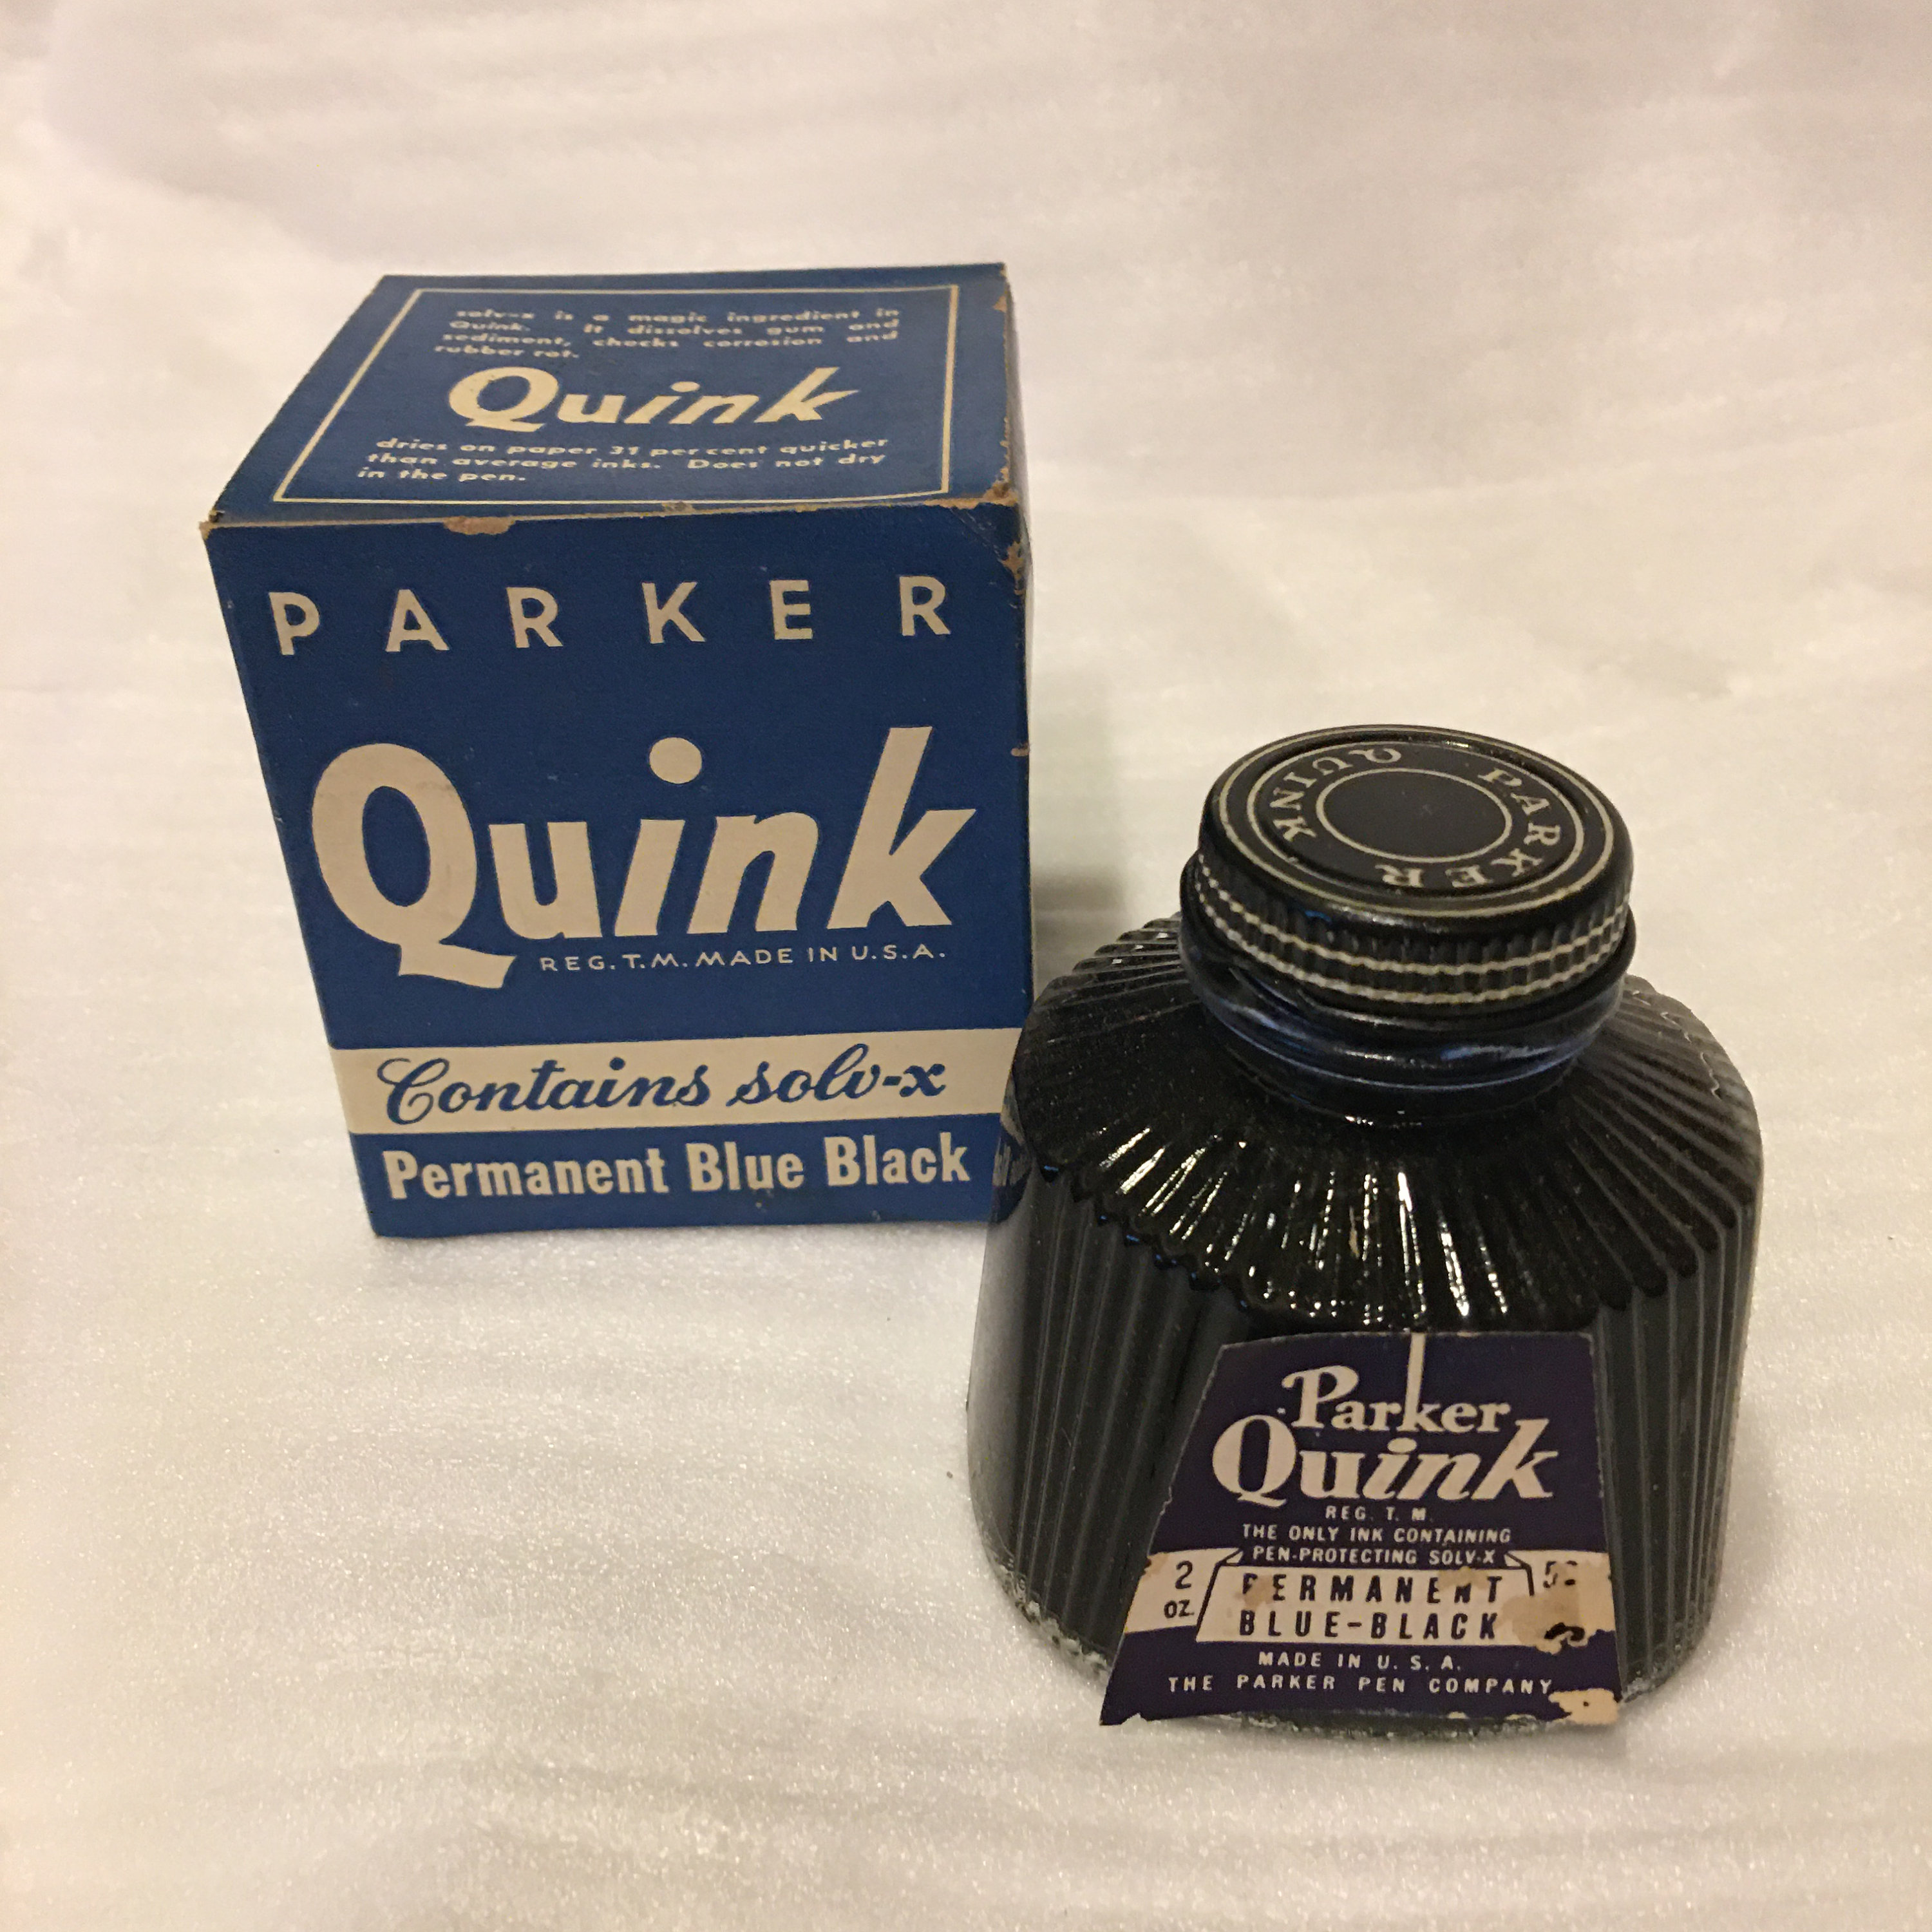 solv-x is a magic ingredient in
Quink. It dissolves gum and
sediment, checks corrosion and
rubber rot.
Quink
dries on paper 31 per cent quicker
than average inks. Does not dry
in the pen.
PARKER
Quink
REG. T.M. MADE IN U.S.A.
Contains solv-x
Permanent Blue Black
PARKER QUINK
Parker
Quink
REG. T. M.
THE ONLY INK CONTAINING
PEN-PROTECTING SOLV-X
2
OZ.
PERMANENT
BLUE-BLACK
MADE IN U. S. A.
THE PARKER PEN COMPANY